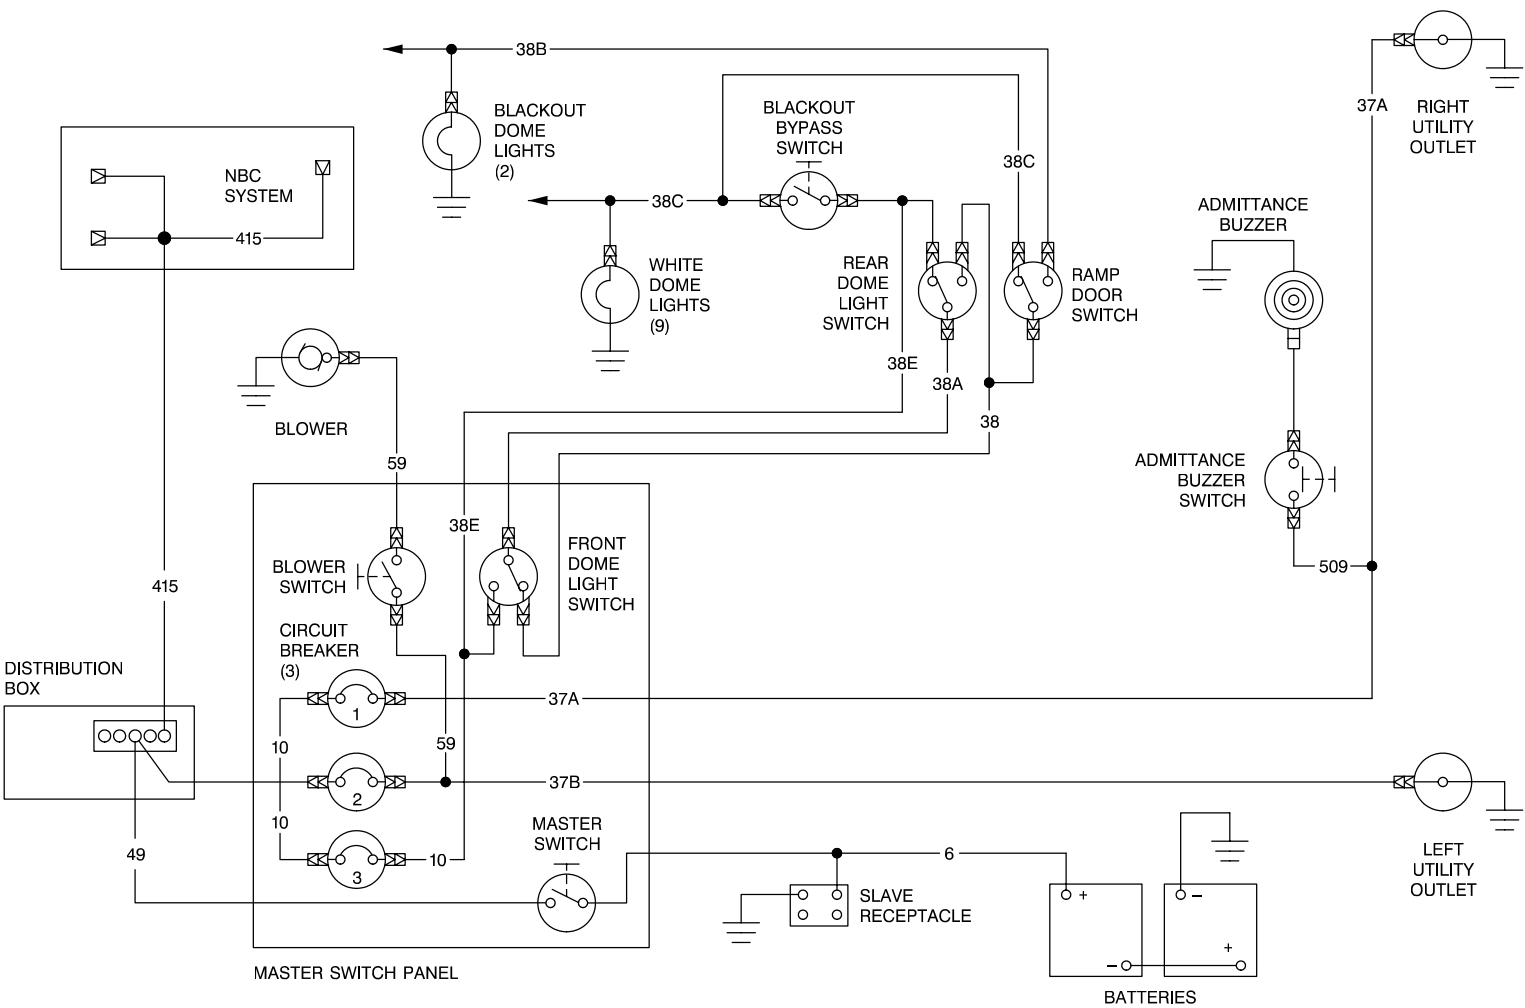 38B
37A
RIGHT
UTILITY
OUTLET
BLACKOUT
DOME
LIGHTS
(2)
BLACKOUT
BYPASS
SWITCH
38C
NBC
SYSTEM
415
38C
ADMITTANCE
BUZZER
WHITE
DOME
LIGHTS
(9)
REAR
DOME
LIGHT
SWITCH
RAMP
DOOR
SWITCH
38E
38A
38
BLOWER
59
ADMITTANCE
BUZZER
SWITCH
38E
BLOWER
SWITCH
FRONT
DOME
LIGHT
SWITCH
509
415
CIRCUIT
BREAKER
(3)
DISTRIBUTION
BOX
1
37A
10
59
2
37B
10
3
10
MASTER
SWITCH
49
6
LEFT
UTILITY
OUTLET
SLAVE
RECEPTACLE
+
–
–
+
MASTER SWITCH PANEL
BATTERIES